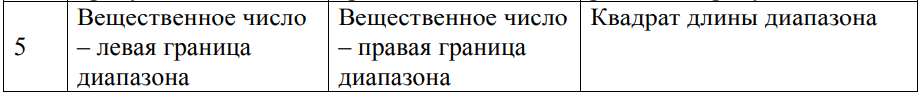 5
Вещественное число
– левая граница
диапазона
Вещественное число
– правая граница
диапазона
Квадрат длины диапазона